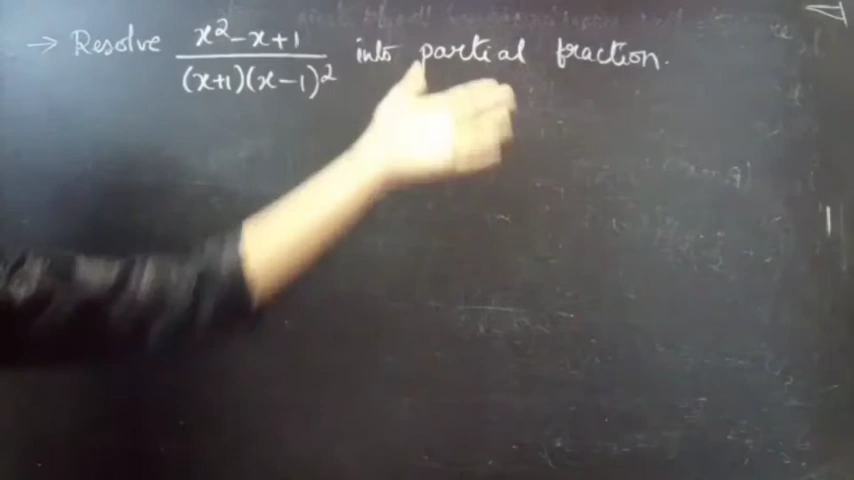 → Resolve x²-x+1 / (x+1)(x-1)² into partial fraction.